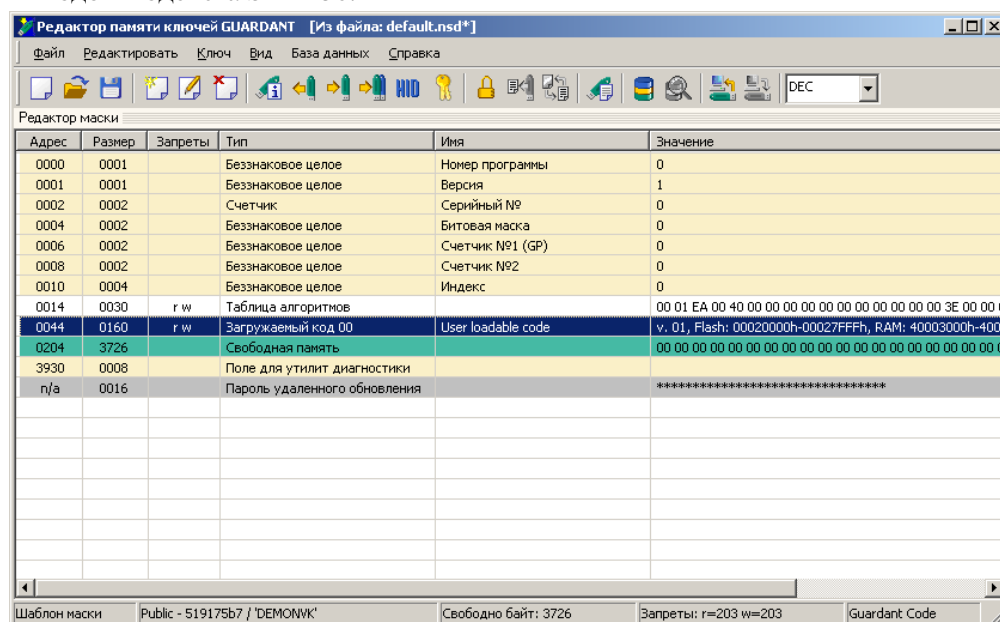 Редактор памяти ключей GUARDANT [Из файла: default.nsd*]
Файл Редактировать Ключ Вид База данных Справка
HID DEC
Редактор маски
Адрес Размер Запреты Тип Имя Значение
0000 0001 Беззнаковое целое Номер программы 0
0001 0001 Беззнаковое целое Версия 1
0002 0002 Счетчик Серийный № 0
0004 0002 Беззнаковое целое Битовая маска 0
0006 0002 Беззнаковое целое Счетчик №1 (GP) 0
0008 0002 Беззнаковое целое Счетчик №2 0
0010 0004 Беззнаковое целое Индекс 0
0014 0030 r w Таблица алгоритмов 00 01 EA 00 40 00 00 00 00 00 00 00 00 00 00 00 3E 00 00
0044 0160 r w Загружаемый код 00 User loadable code v. 01, Flash: 00020000h-00027FFFh, RAM: 40003000h-400
0204 3726 Свободная память 00 00 00 00 00 00 00 00 00 00 00 00 00 00 00 00 00 00 00
3930 0008 Поле для утилит диагностики
n/a 0016 Пароль удаленного обновления ********************************
Шаблон маски Public - 519175b7 / 'DEMONVK' Свободно байт: 3726 Запреты: r=203 w=203 Guardant Code